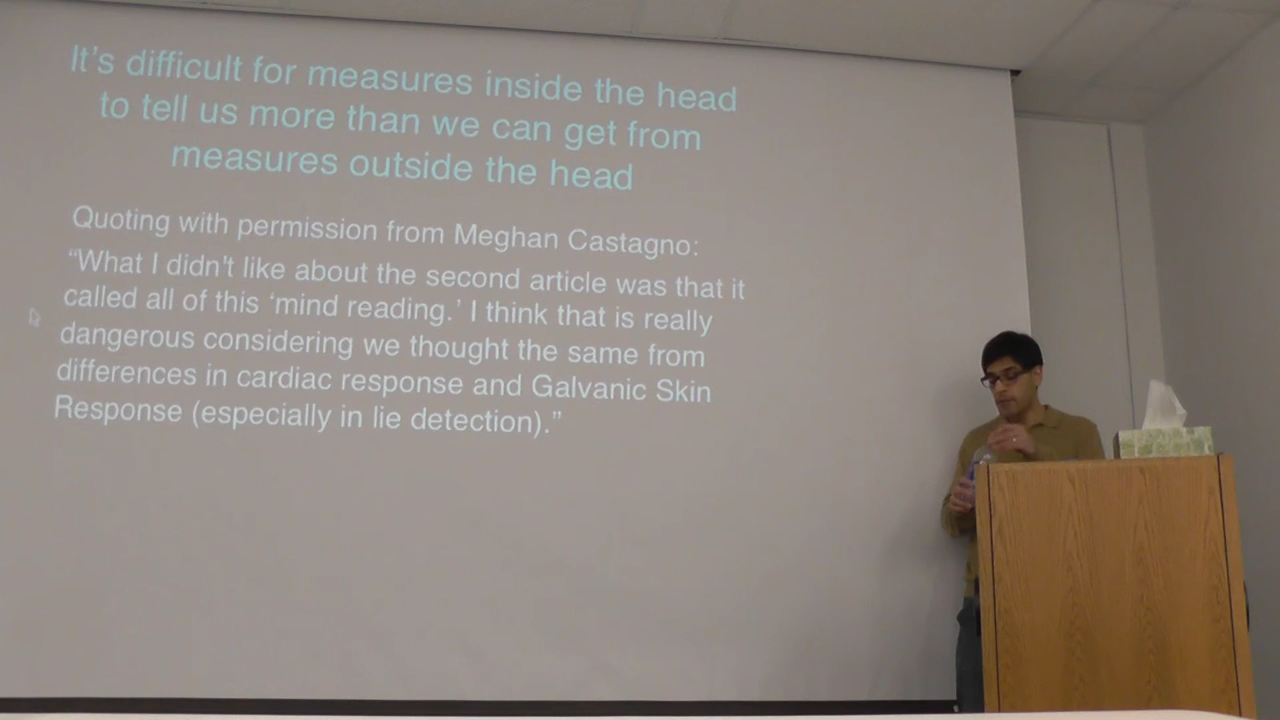 It's difficult for measures inside the head
to tell us more than we can get from
measures outside the head
Quoting with permission from Meghan Castagno:
“What I didn't like about the second article was that it
called all of this ‘mind reading.’ I think that is really
dangerous considering we thought the same from
differences in cardiac response and Galvanic Skin
Response (especially in lie detection).”